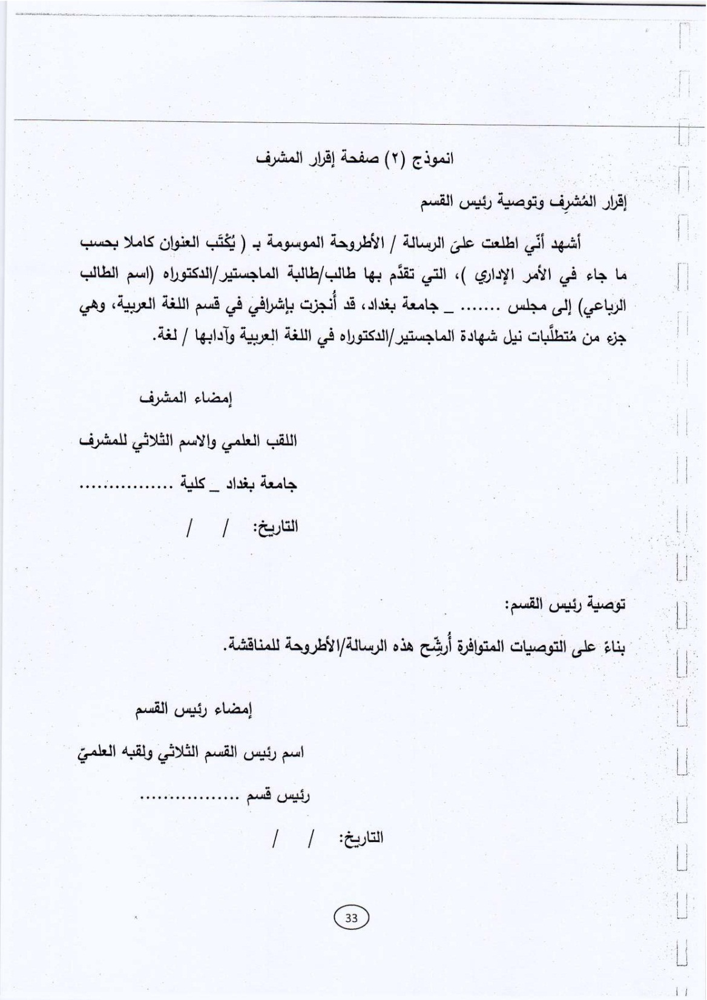 انموذج (٢) صفحة إقرار المشرف
إقرار المُشرِف وتوصية رئيس القسم
أشهد أنّي اطلعت علىَ الرسالة / الأطروحة الموسومة بـ ( يُكْتَب العنوان كاملا بحسب
ما جاء في الأمر الإداري )، التي تقدَّم بها طالب/طالبة الماجستير/الدكتوراه (اسم الطالب
الرباعي) إلى مجلس ....... _ جامعة بغداد، قد أُنجزت بإشرافي في قسم اللغة العربية، وهي
جزء من مُتطلَّبات نيل شهادة الماجستير/الدكتوراه في اللغة العربية وآدابها / لغة.
إمضاء المشرف
اللقب العلمي والاسم الثلاثي للمشرف
جامعة بغداد _ كلية ................
التاريخ: / /
توصية رئيس القسم:
بناءً على التوصيات المتوافرة أُرشِّح هذه الرسالة/الأطروحة للمناقشة.
إمضاء رئيس القسم
اسم رئيس القسم الثلاثي ولقبه العلميّ
رئيس قسم .................
التاريخ: / /
33